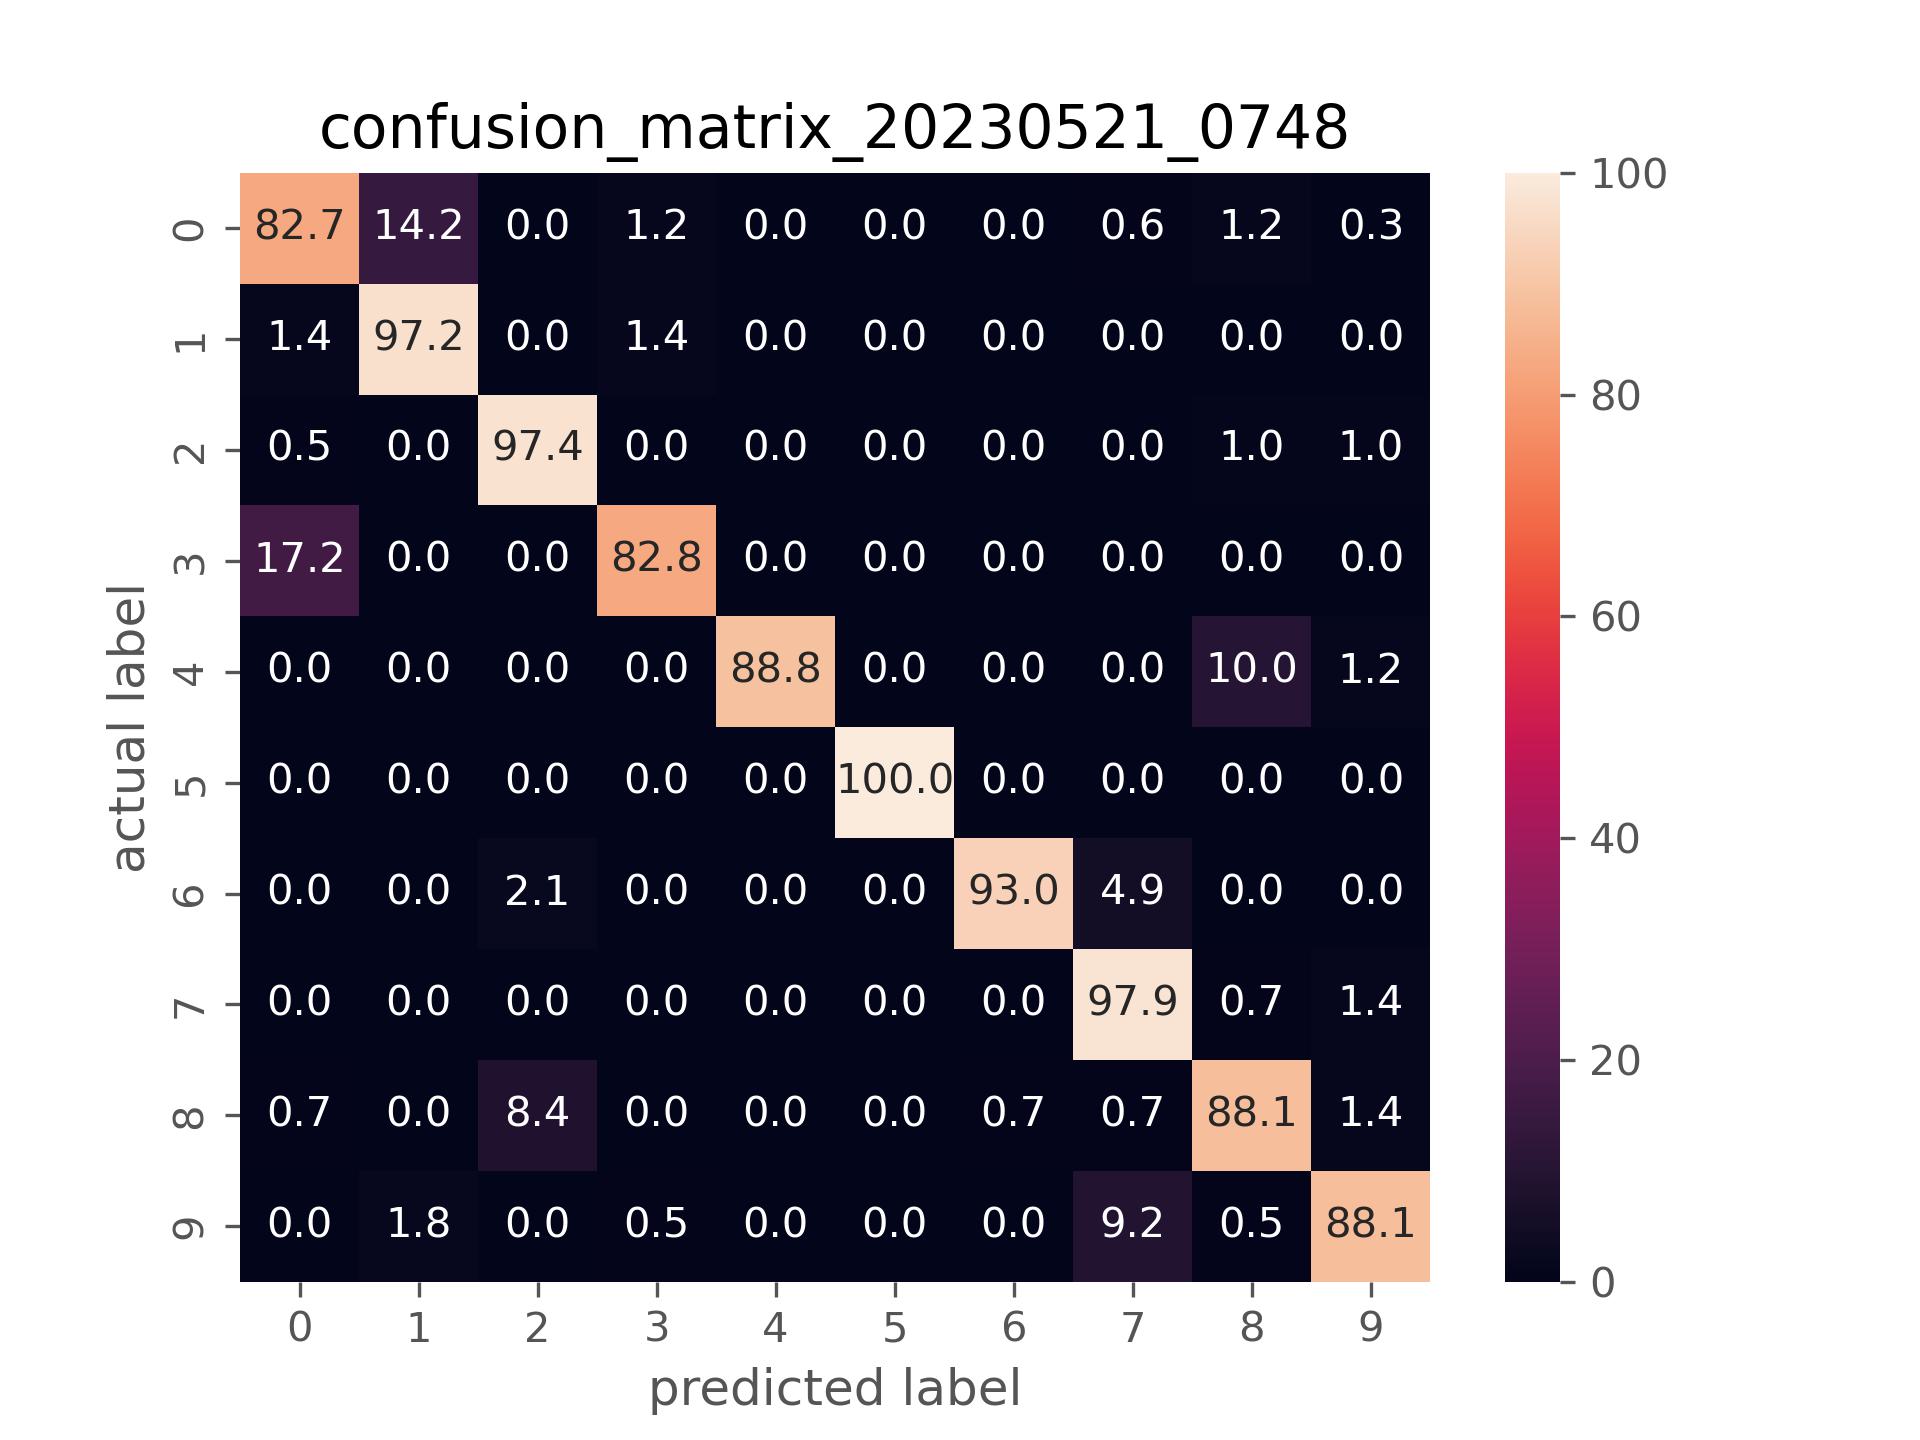 confusion_matrix_20230521_0748
0 82.7 14.2 0.0 1.2 0.0 0.0 0.0 0.6 1.2 0.3
1 1.4 97.2 0.0 1.4 0.0 0.0 0.0 0.0 0.0 0.0
2 0.5 0.0 97.4 0.0 0.0 0.0 0.0 0.0 1.0 1.0
3 17.2 0.0 0.0 82.8 0.0 0.0 0.0 0.0 0.0 0.0
4 0.0 0.0 0.0 0.0 88.8 0.0 0.0 0.0 10.0 1.2
5 0.0 0.0 0.0 0.0 0.0 100.0 0.0 0.0 0.0 0.0
6 0.0 0.0 2.1 0.0 0.0 0.0 93.0 4.9 0.0 0.0
7 0.0 0.0 0.0 0.0 0.0 0.0 0.0 97.9 0.7 1.4
8 0.7 0.0 8.4 0.0 0.0 0.0 0.7 0.7 88.1 1.4
9 0.0 1.8 0.0 0.5 0.0 0.0 0.0 9.2 0.5 88.1
0 1 2 3 4 5 6 7 8 9
predicted label
actual label
100
80
60
40
20
0